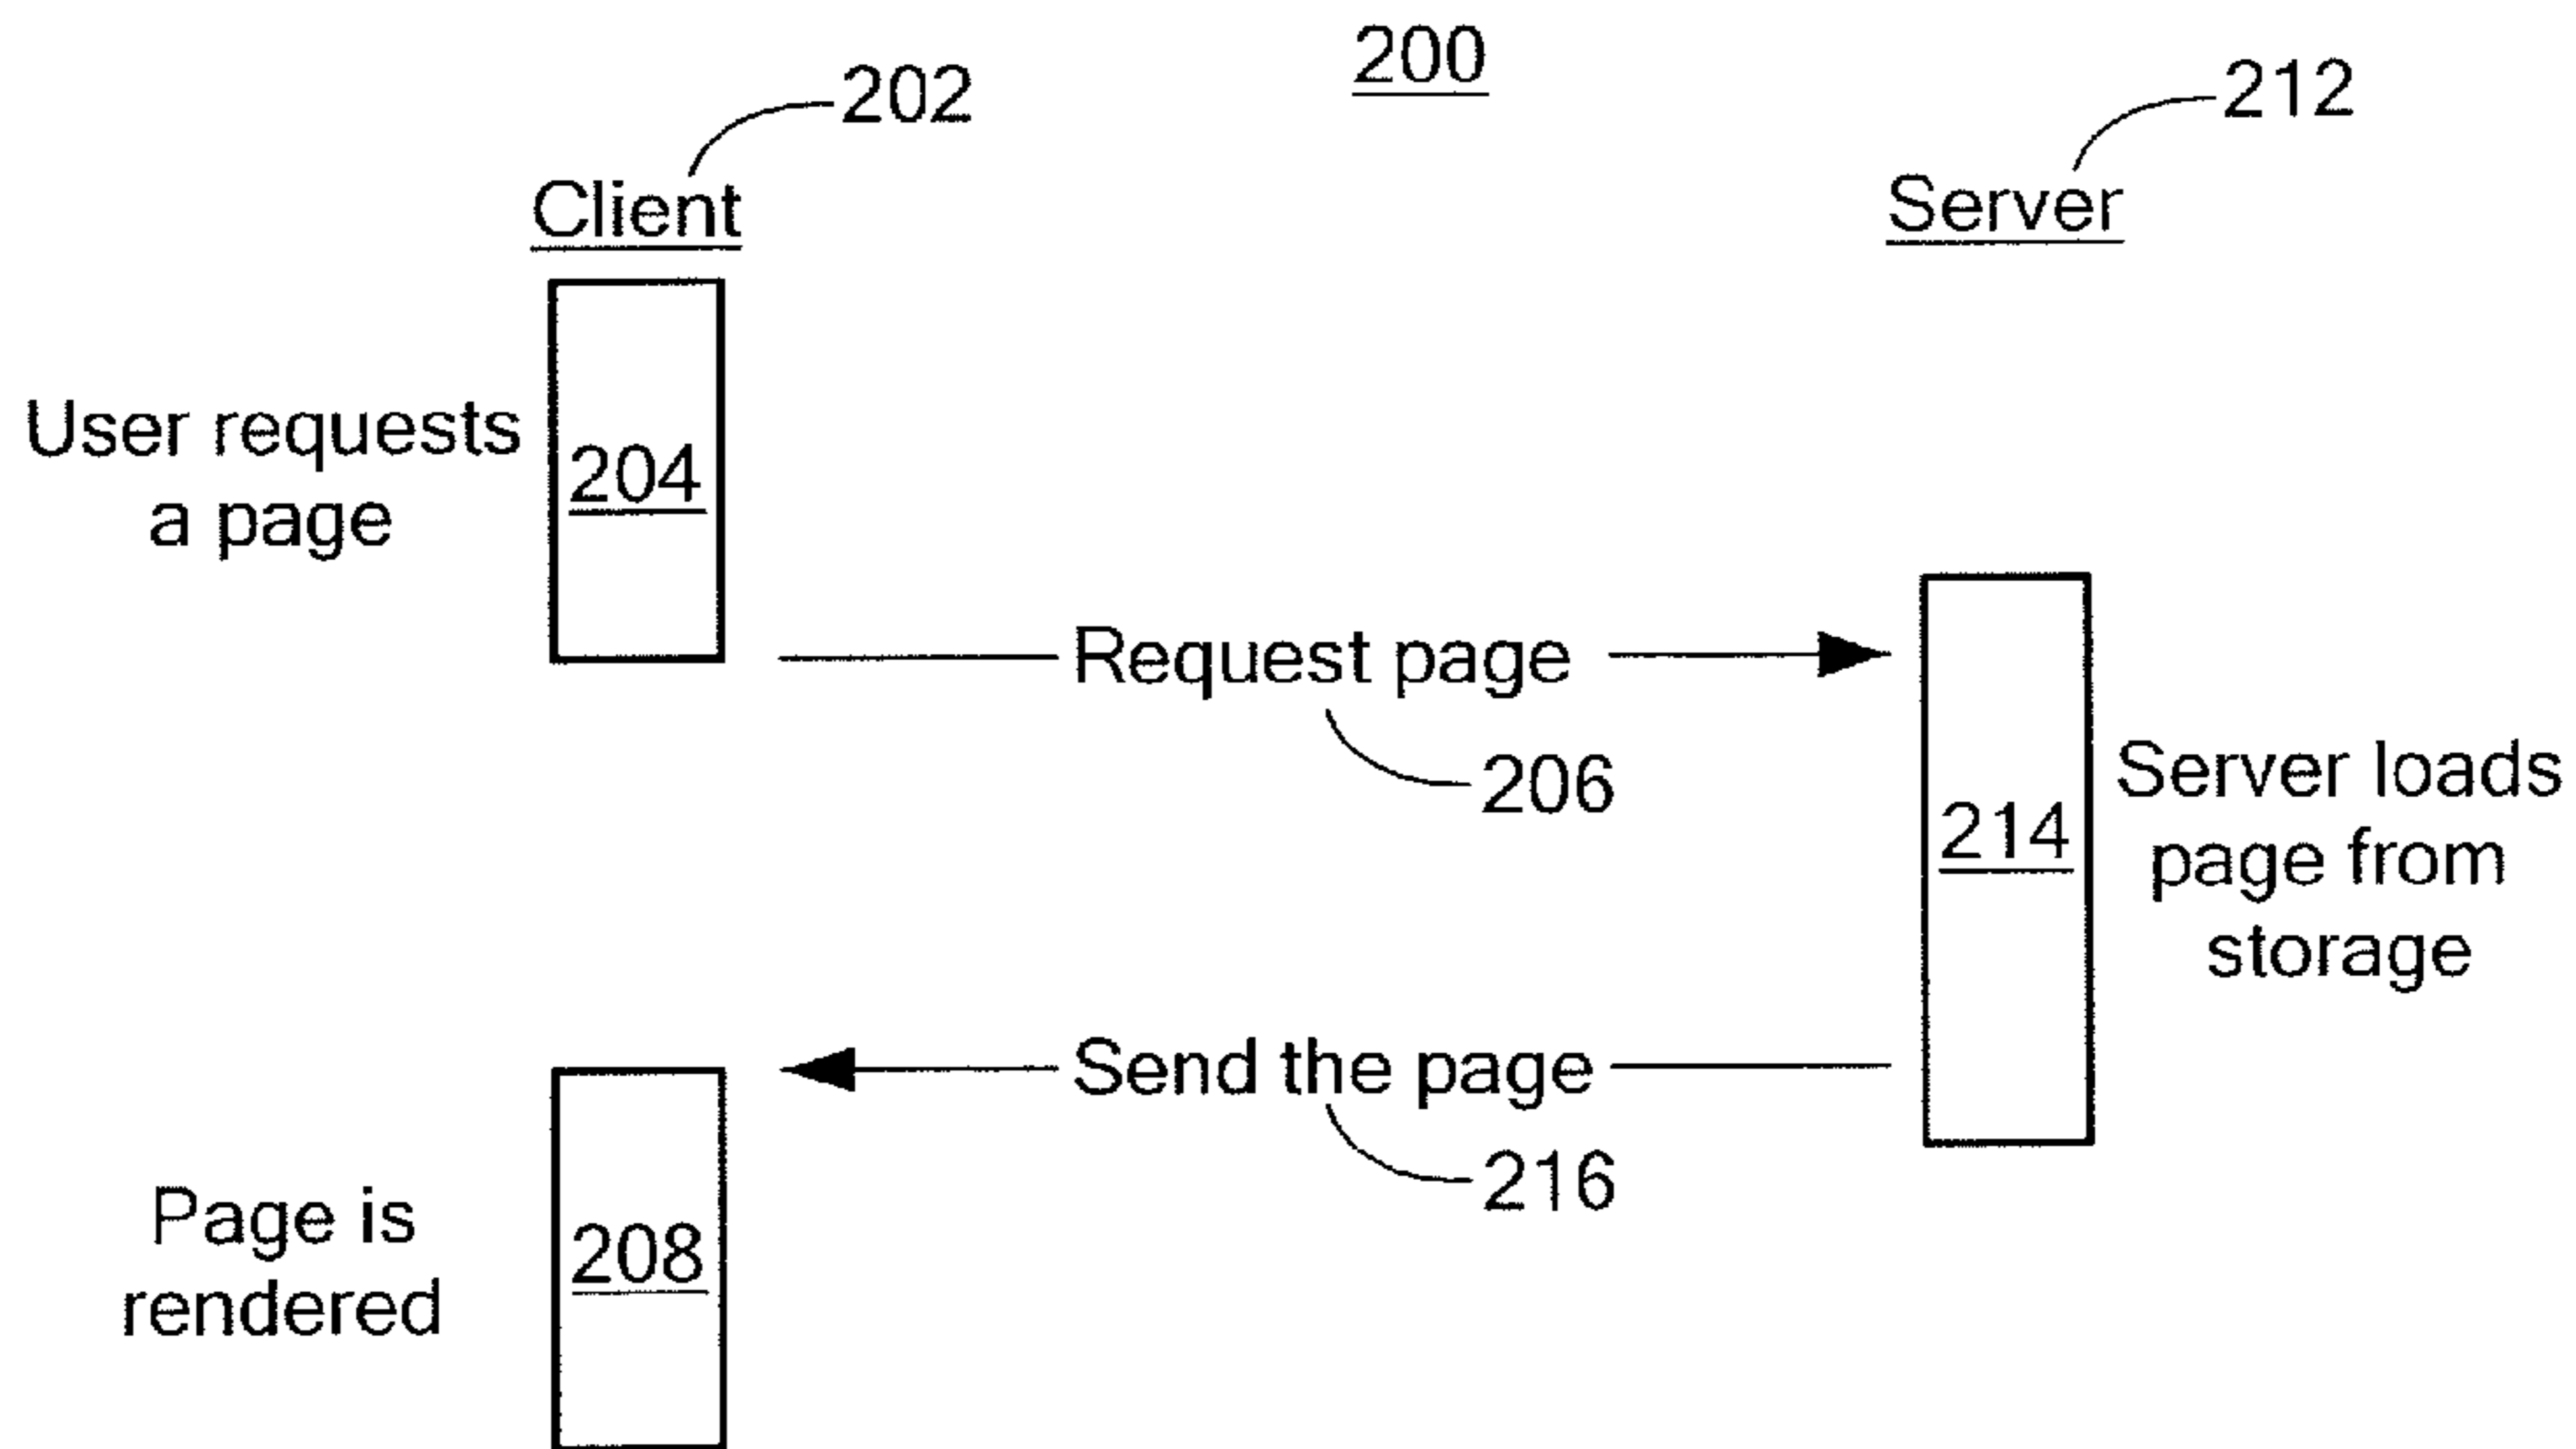 200
202
212
Client
Server
User requests
a page
204
Request page
206
Server loads
page from
storage
214
Send the page
216
Page is
rendered
208